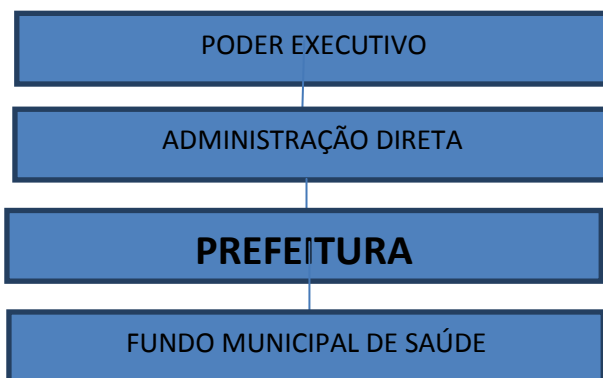 PODER EXECUTIVO
ADMINISTRAÇÃO DIRETA
PREFEITURA
FUNDO MUNICIPAL DE SAÚDE